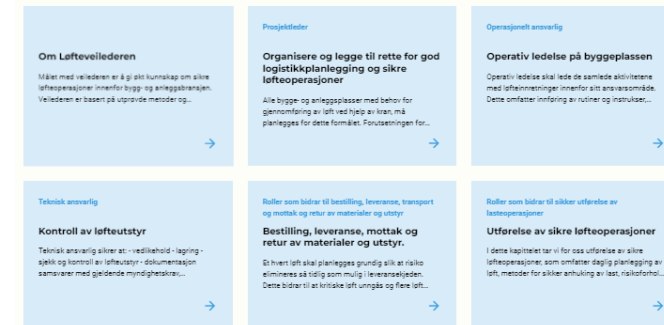 Om Løfteveilederen
Målet med veilederen er å gi økt kunnskap om sikre
løfteoperasjoner innenfor bygg- og anleggsbransjen.
Veilederen er basert på utprøvde metoder og...
Prosjektleder
Organisere og legge til rette for god
logistikkplanlegging og sikre
løfteoperasjoner
Alle bygge- og anleggsplasser med behov for
gjennomføring av løft ved hjelp av kran, må
planlegges for dette formålet. Forutsetningen for...
Operasjonelt ansvarlig
Operativ ledelse på byggeplassen
Operativ ledelse skal lede de samlede aktivitetene
med løfteinnretninger innenfor sitt ansvarsområde.
Dette omfatter innføring av rutiner og instrukser,...
Teknisk ansvarlig
Kontroll av løfteutstyr
Teknisk ansvarlig sikrer at: - vedlikehold - lagring -
sjekk og kontroll av løfteutstyr - dokumentasjon
samsvarer med gjeldende myndighetskrav,...
Roller som bidrar til bestilling, leveranse, transport
og mottak og retur av materialer og utstyr
Bestilling, leveranse, mottak og
retur av materialer og utstyr.
Et hvert løft skal planlegges grundig slik at risiko
elimineres så tidlig som mulig i leveransekjeden.
Dette bidrar til at kritiske løft unngås og flere løft...
Roller som bidrar til sikker utførelse av
lasteoperasjoner
Utførelse av sikre løfteoperasjoner
I dette kapittelet tar vi for oss utførelse av sikre
løfteoperasjoner, som omfatter daglig planlegging av
løft, metoder for sikker anhuking av last, risikoforhol...